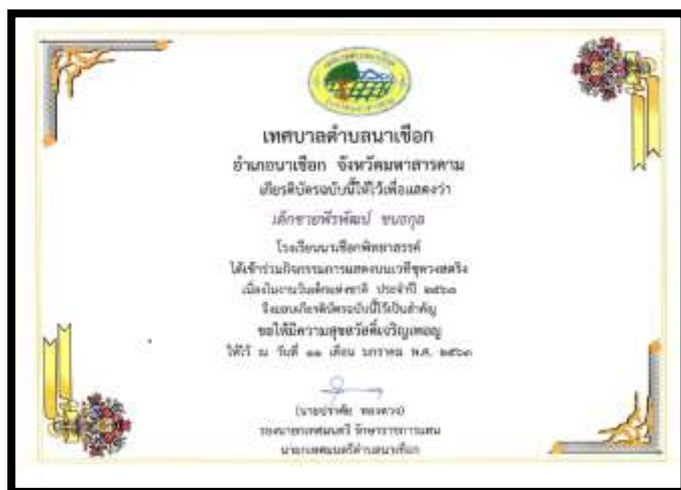 เทศบาลตำบลนาเชือก
อำเภอนาเชือก จังหวัดมหาสารคาม
เกียรติบัตรฉบับนี้ให้ไว้เพื่อแสดงว่า
เด็กชายพีรพัฒน์
โรงเรียนนาเชือกพิทยาสรรค์
ได้เข้าร่วมกิจกรรมการแสดงบนเวทีชุดวงสตริง
เนื่องในงานวันเด็กแห่งชาติ ประจำปี ๒๕๖๓
จึงมอบเกียรติบัตรฉบับนี้ไว้เป็นสำคัญ
ขอให้มีความสุขสวัสดิ์เจริญเทอญ
ให้ไว้ ณ วันที่ ๑๑ เดือน มกราคม พ.ศ. ๒๕๖๓
รองนายกเทศมนตรี รักษาราชการแทน
นายกเทศมนตรีตำบลนาเชือก